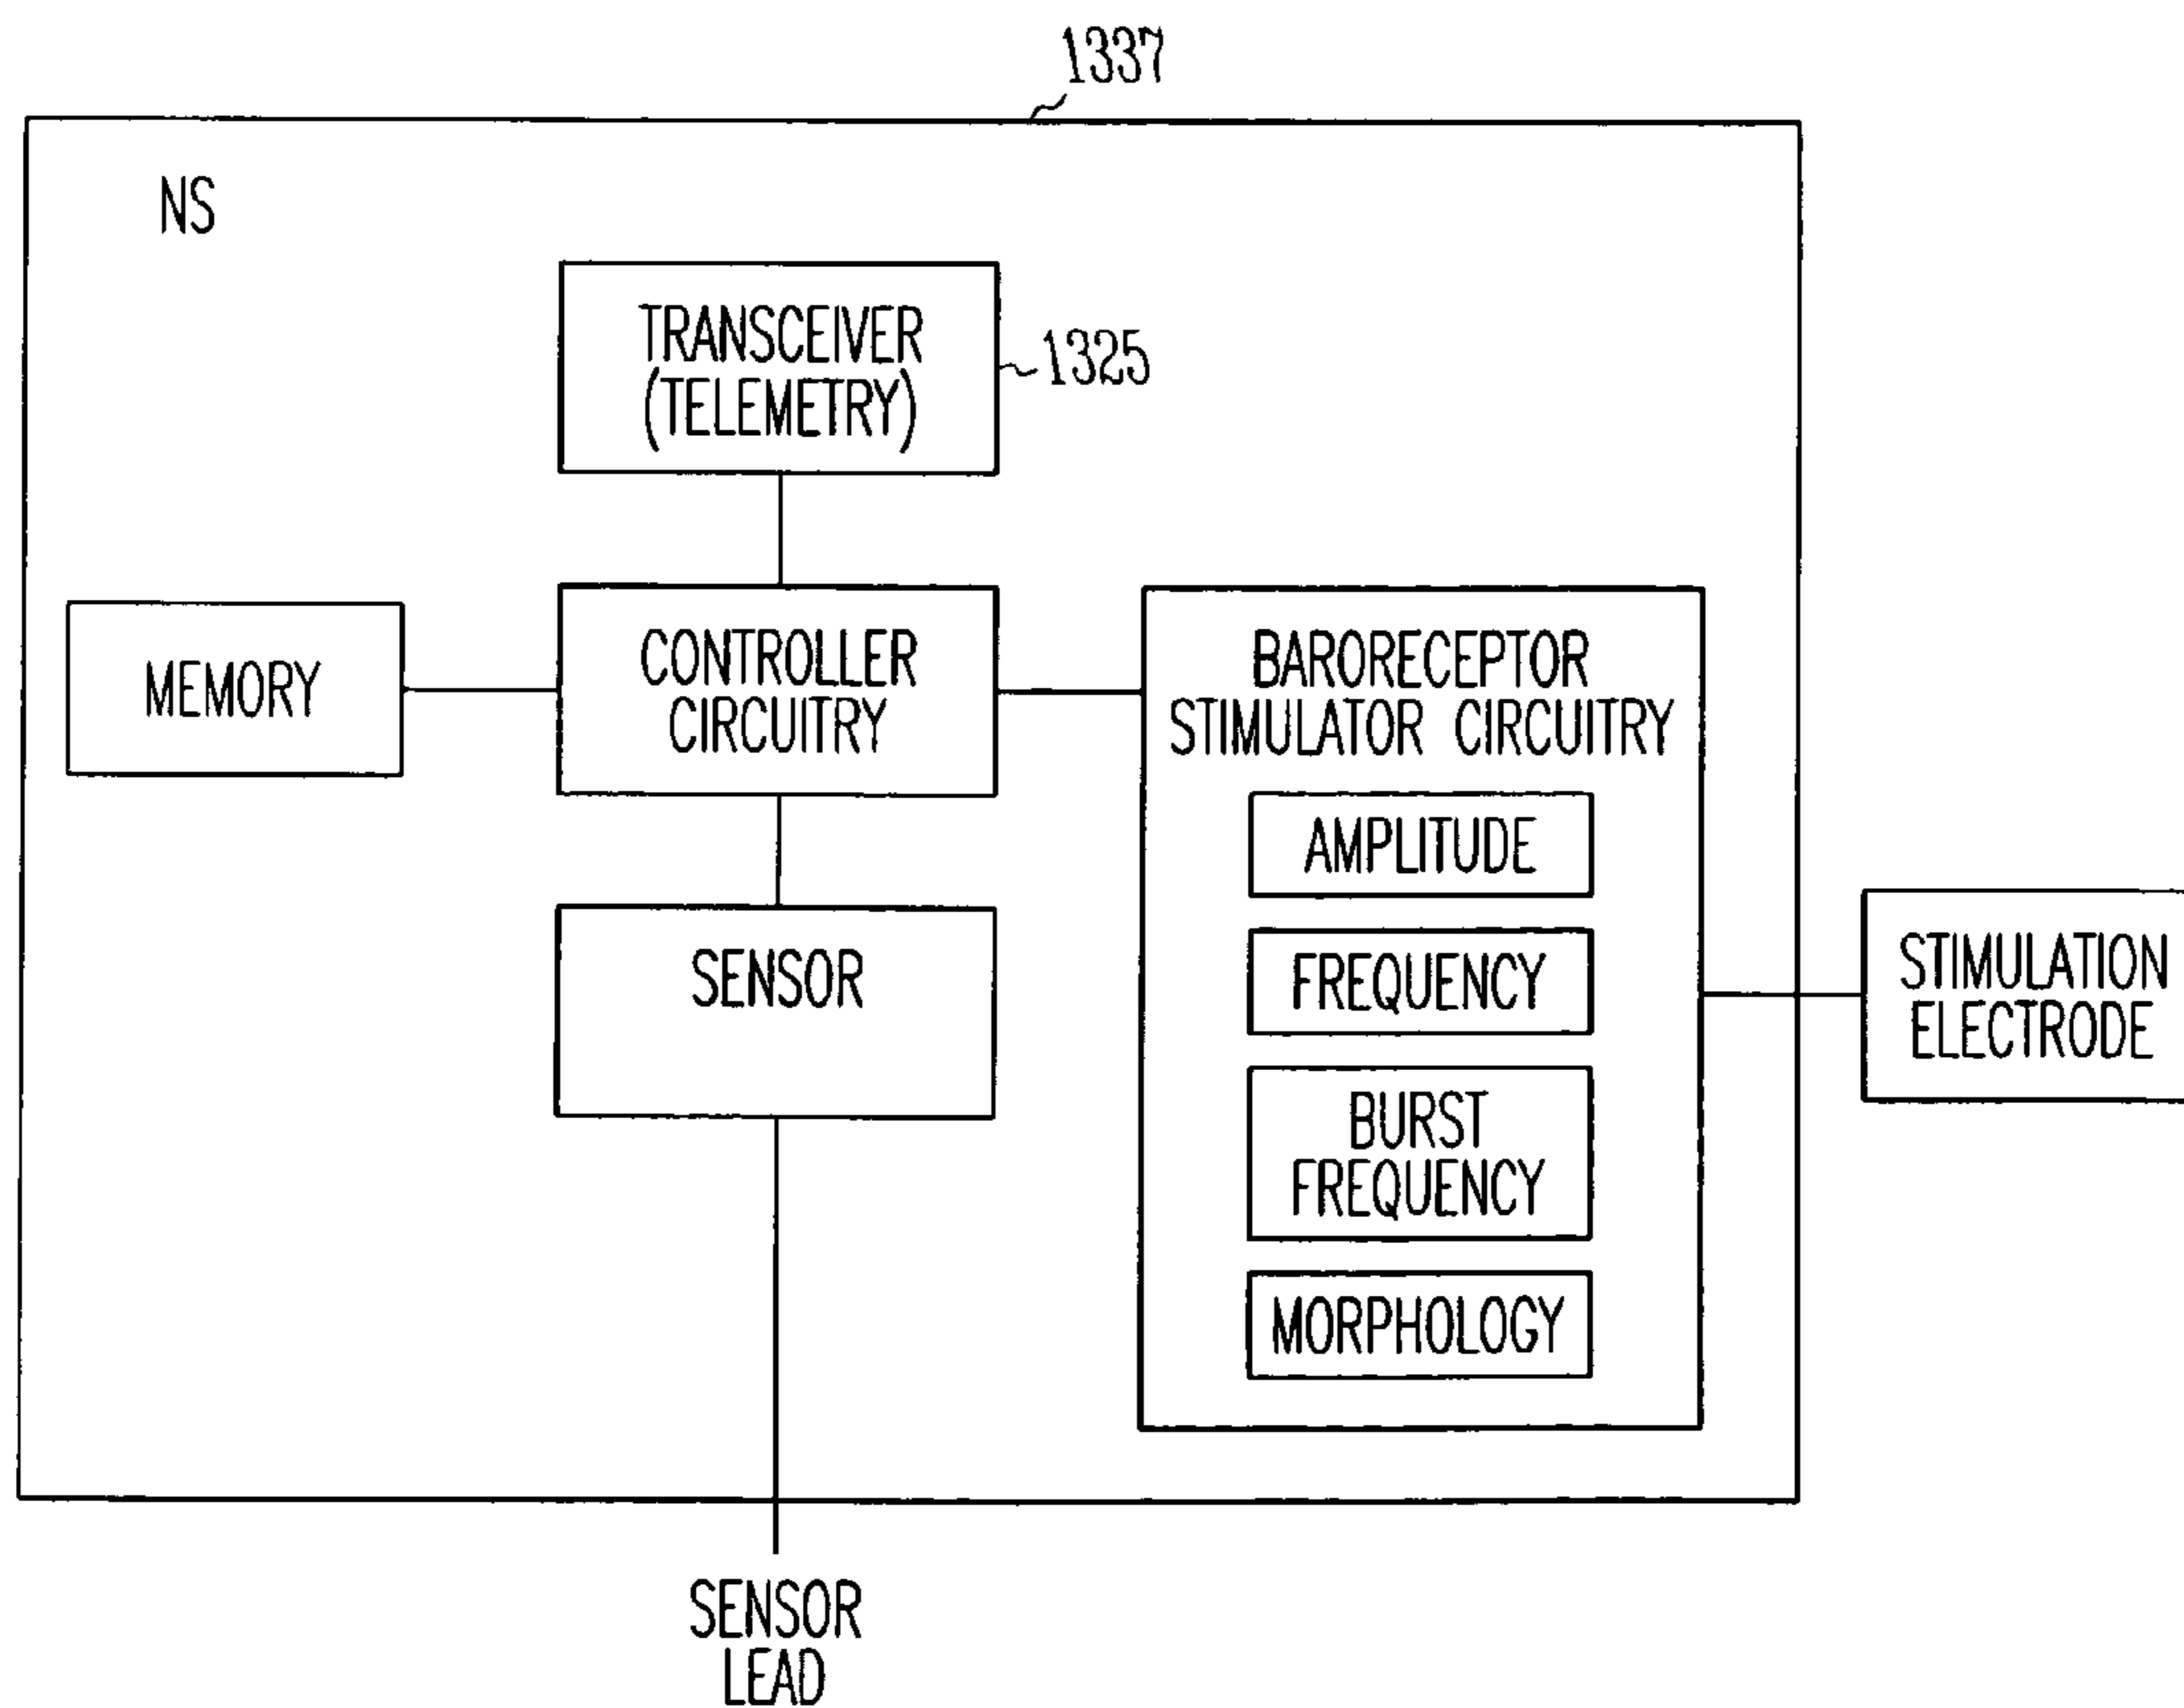 1337
NS
TRANSCEIVER
(TELEMETRY)
1325
MEMORY
CONTROLLER
CIRCUITRY
BARORECEPTOR
STIMULATOR CIRCUITRY
AMPLITUDE
FREQUENCY
BURST
FREQUENCY
MORPHOLOGY
SENSOR
STIMULATION
ELECTRODE
SENSOR
LEAD